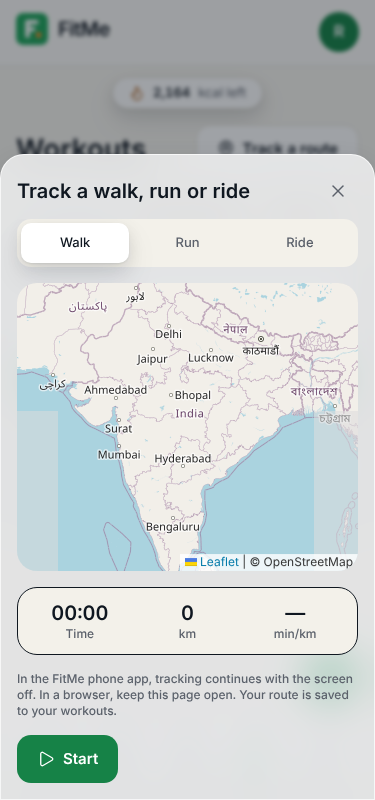 FitMe
R
2,164 kcal left
Workouts
Track a route
Track a walk, run or ride
Walk
Run
Ride
پاکستان
لاہور
Delhi
नेपाल
काठमाडौँ
Jaipur
Lucknow
کراچی
Ahmedabad
Bhopal
বাংলাদেশ
India
চট্টগ্রাম
Surat
Mumbai
Hyderabad
Bengaluru
Leaflet | © OpenStreetMap
00:00
0
—
Time
km
min/km
In the FitMe phone app, tracking continues with the screen
off. In a browser, keep this page open. Your route is saved
to your workouts.
Start